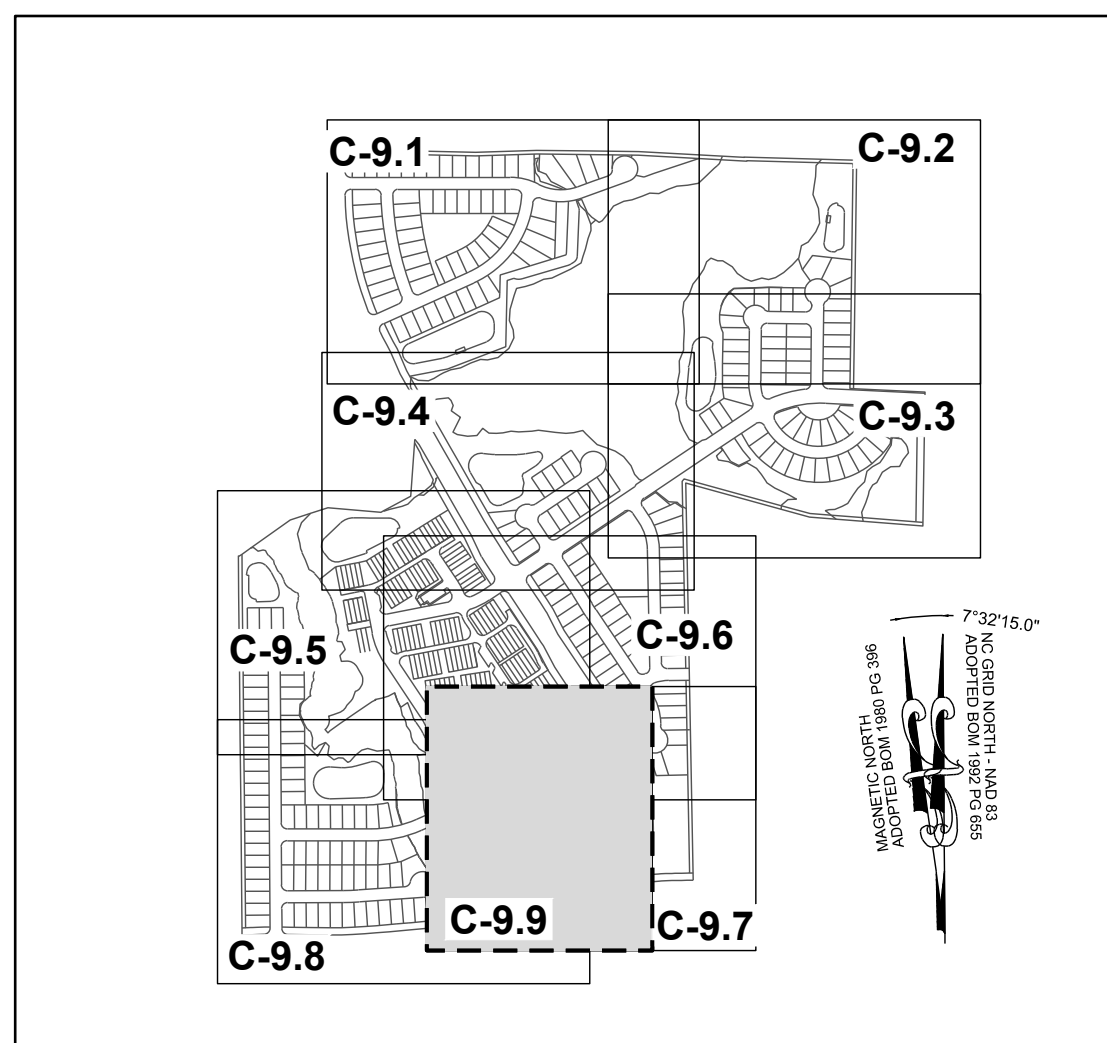 C-9.1
C-9.2
C-9.4
C-9.3
C-9.5
C-9.6
7°32'15.0"
MAGNETIC NORTH
ADOPTED BOM 1980 PG 396
NC GRID NORTH - NAD 83
ADOPTED BOM 1992 PG 655
C-9.9
C-9.7
C-9.8